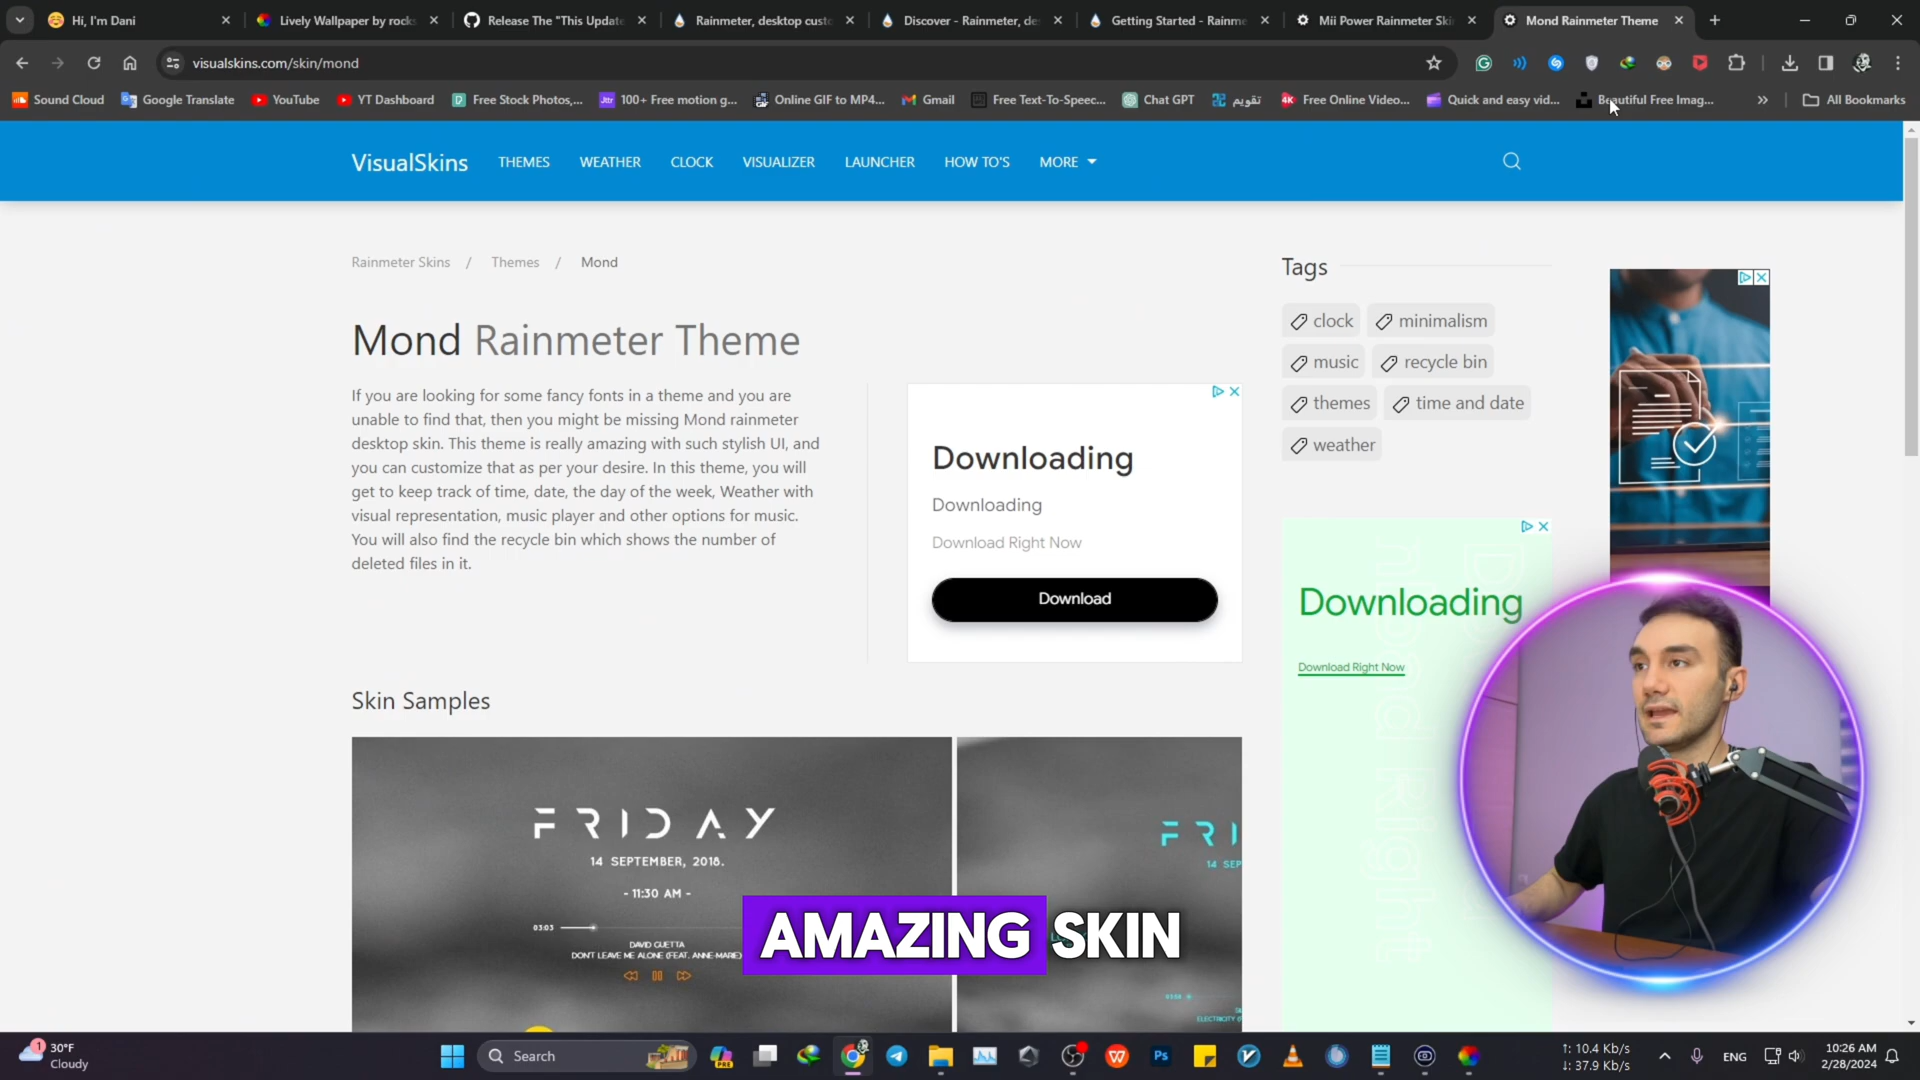 Hi, I'm Dani
Lively Wallpaper by rocks
Release The "This Update
Rainmeter, desktop cust
Discover - Rainmeter, de
Getting Started - Rainme
Mii Power Rainmeter Ski
Mond Rainmeter Theme
visualskins.com/skin/mond
Sound Cloud
Google Translate
YouTube
YT Dashboard
Free Stock Photos,...
100+ Free motion g...
Online GIF to MP4...
Gmail
Free Text-To-Speec...
Chat GPT
تقویم
Free Online Video...
Quick and easy vid...
Beautiful Free Imag...
All Bookmarks
VisualSkins
THEMES
WEATHER
CLOCK
VISUALIZER
LAUNCHER
HOW TO'S
MORE
Rainmeter Skins / Themes / Mond
Mond Rainmeter Theme
If you are looking for some fancy fonts in a theme and you are
unable to find that, then you might be missing Mond rainmeter
desktop skin. This theme is really amazing with such stylish UI, and
you can customize that as per your desire. In this theme, you will
get to keep track of time, date, the day of the week, Weather with
visual representation, music player and other options for music.
You will also find the recycle bin which shows the number of
deleted files in it.
Downloading
Downloading
Download Right Now
Download
Tags
clock
minimalism
music
recycle bin
themes
time and date
weather
Downloading
Download Right Now
Skin Samples
FRIDAY
14 SEPTEMBER, 2018.
- 11:30 AM -
03:03
DAVID GUETTA
DON'T LEAVE ME ALONE (FEAT. ANNE-MARIE)
FRI
14 SEP
AMAZING SKIN
1
30°F
Cloudy
Search
PRE
Ps
↑: 10.4 Kb/s
↓: 37.9 Kb/s
ENG
10:26 AM
2/28/2024